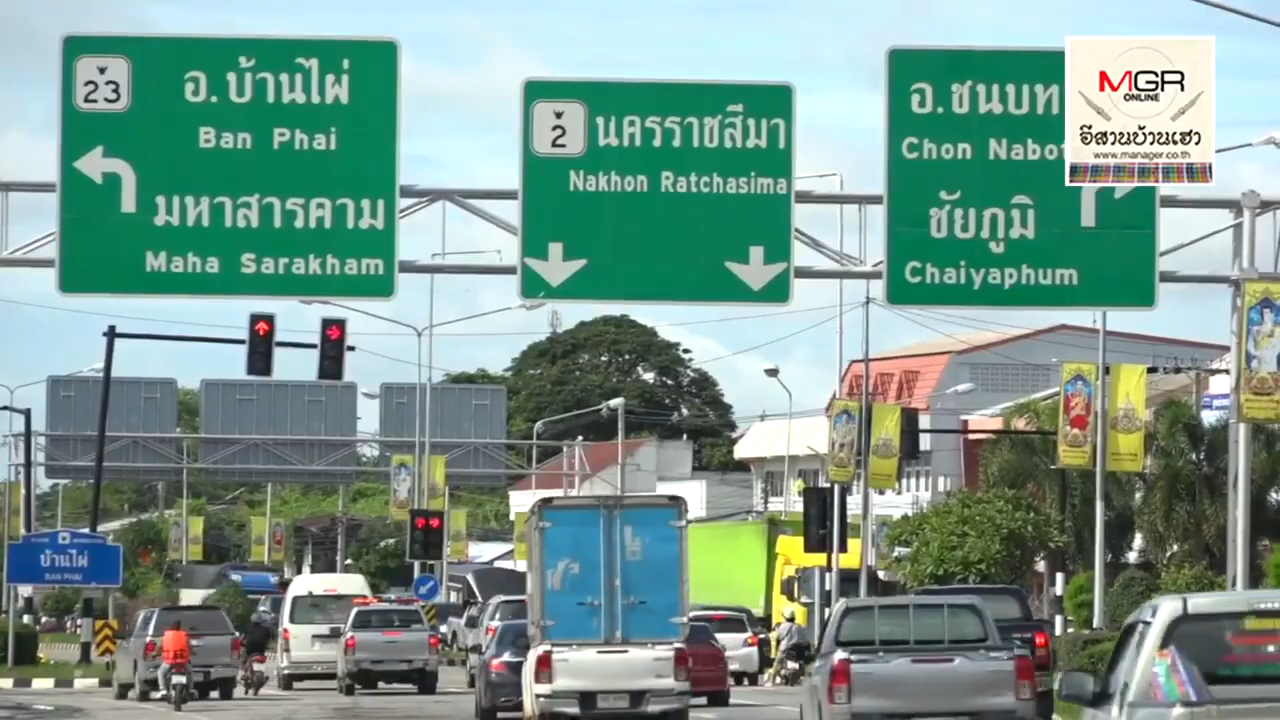 23
อ.บ้านไผ่
Ban Phai
มหาสารคาม
Maha Sarakham
2
นครราชสีมา
Nakhon Ratchasima
อ.ชนบท
Chon Nabot
ชัยภูมิ
Chaiyaphum
MGR
ONLINE
อีสานบ้านเฮา
www.manager.co.th
บ้านไผ่
BAN PHAI